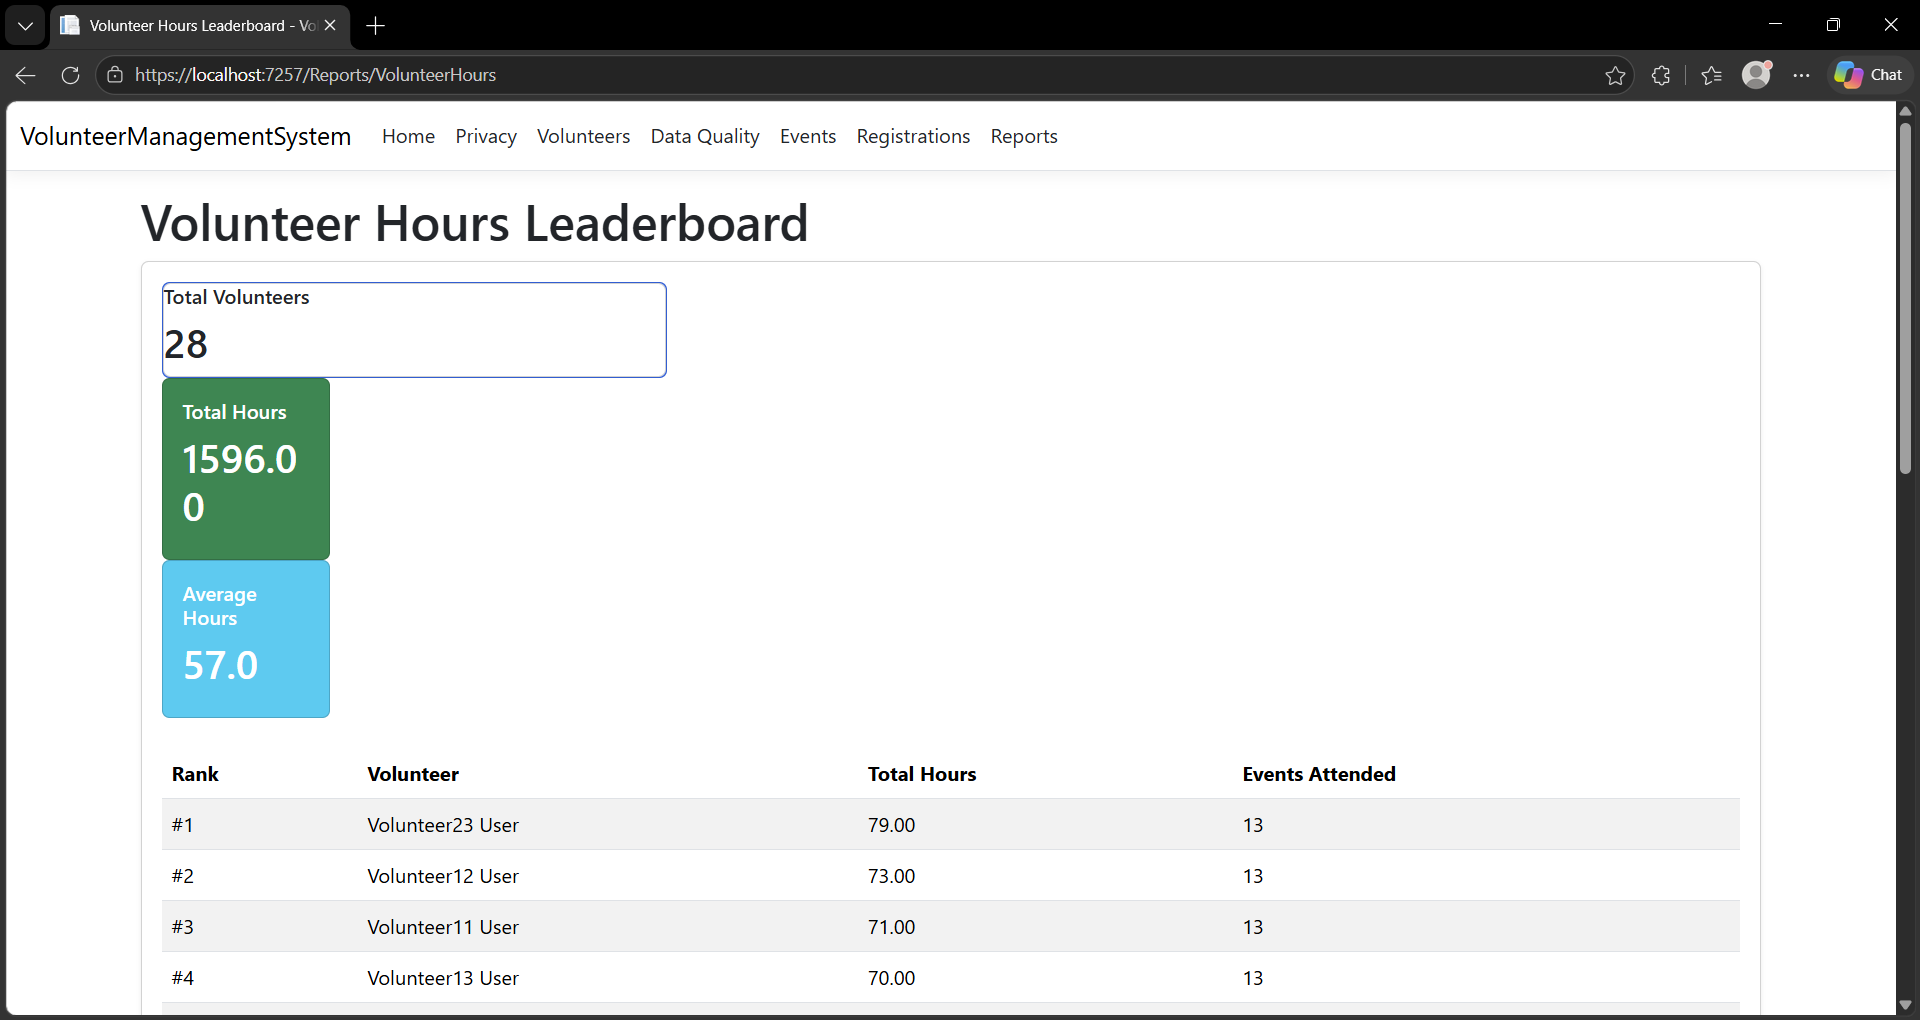 Volunteer Hours Leaderboard - Vo
https://localhost:7257/Reports/VolunteerHours
Chat
VolunteerManagementSystem Home Privacy Volunteers Data Quality Events Registrations Reports
Volunteer Hours Leaderboard
Total Volunteers
28
Total Hours
1596.0
0
Average
Hours
57.0
Rank Volunteer Total Hours Events Attended
#1 Volunteer23 User 79.00 13
#2 Volunteer12 User 73.00 13
#3 Volunteer11 User 71.00 13
#4 Volunteer13 User 70.00 13